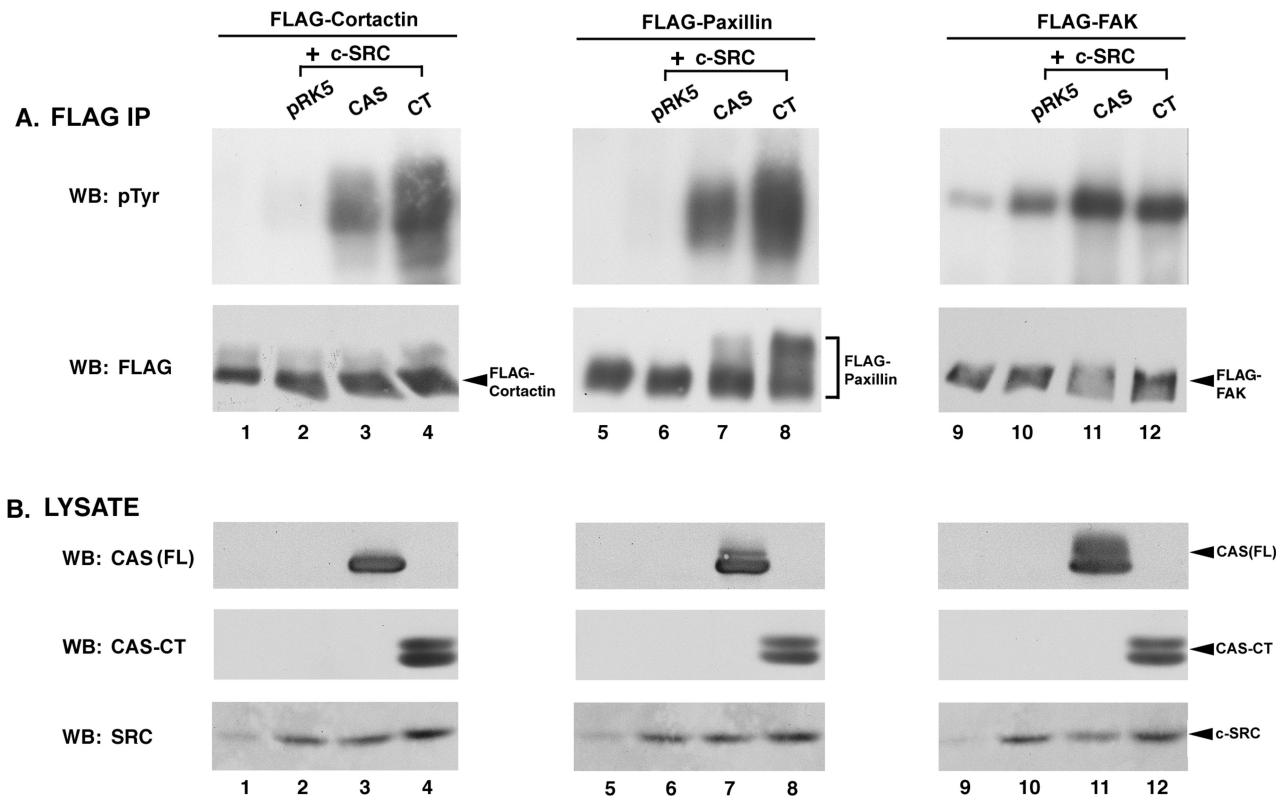 FLAG-Cortactin FLAG-Paxillin FLAG-FAK
+ c-SRC + c-SRC + c-SRC
pRK5 CAS CT pRK5 CAS CT pRK5 CAS CT
A. FLAG IP
WB: pTyr
WB: FLAG
FLAG-
Cortactin
FLAG-
Paxillin
FLAG-
FAK
1 2 3 4 5 6 7 8 9 10 11 12
B. LYSATE
WB: CAS (FL) CAS(FL)
WB: CAS-CT CAS-CT
WB: SRC c-SRC
1 2 3 4 5 6 7 8 9 10 11 12